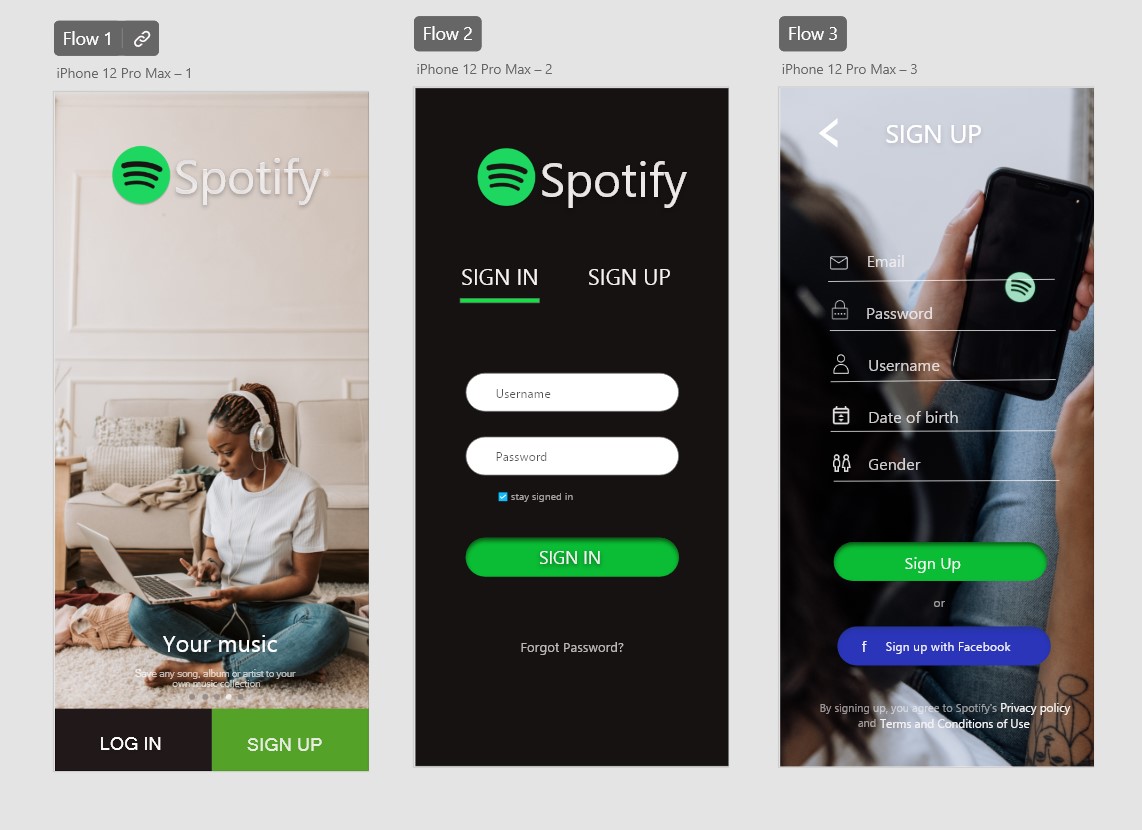 Flow 1
iPhone 12 Pro Max – 1
Spotify
Your music
Save any song, album or artist to your
own music collection
LOG IN
SIGN UP
Flow 2
iPhone 12 Pro Max – 2
Spotify
SIGN IN
SIGN UP
Username
Password
stay signed in
SIGN IN
Forgot Password?
Flow 3
iPhone 12 Pro Max – 3
SIGN UP
Email
Password
Username
Date of birth
Gender
Sign Up
or
f Sign up with Facebook
By signing up, you agree to Spotify's Privacy policy
and Terms and Conditions of Use